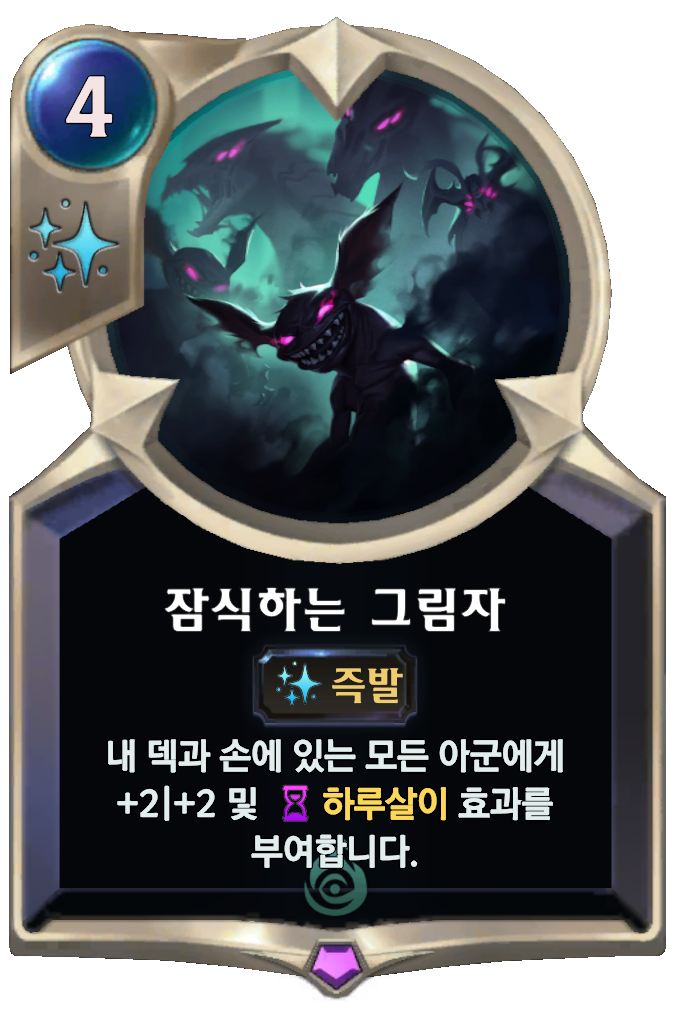 4
잠식하는 그림자
즉발
내 덱과 손에 있는 모든 아군에게
+2|+2 및 하루살이 효과를
부여합니다.